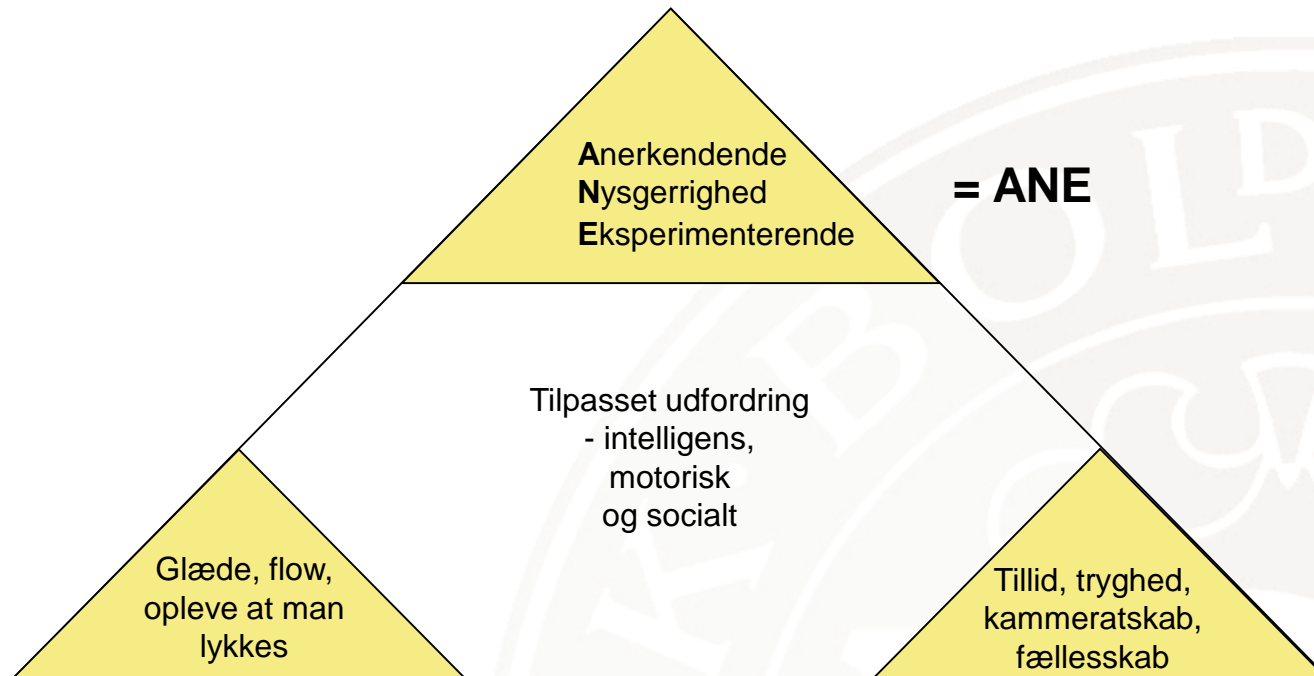 Anerkendende
Nysgerrighed
Eksperimenterende
= ANE
Tilpasset udfordring
- intelligens,
motorisk
og socialt
Glæde, flow,
opleve at man
lykkes
Tillid, tryghed,
kammeratskab,
fællesskab
K BOLD